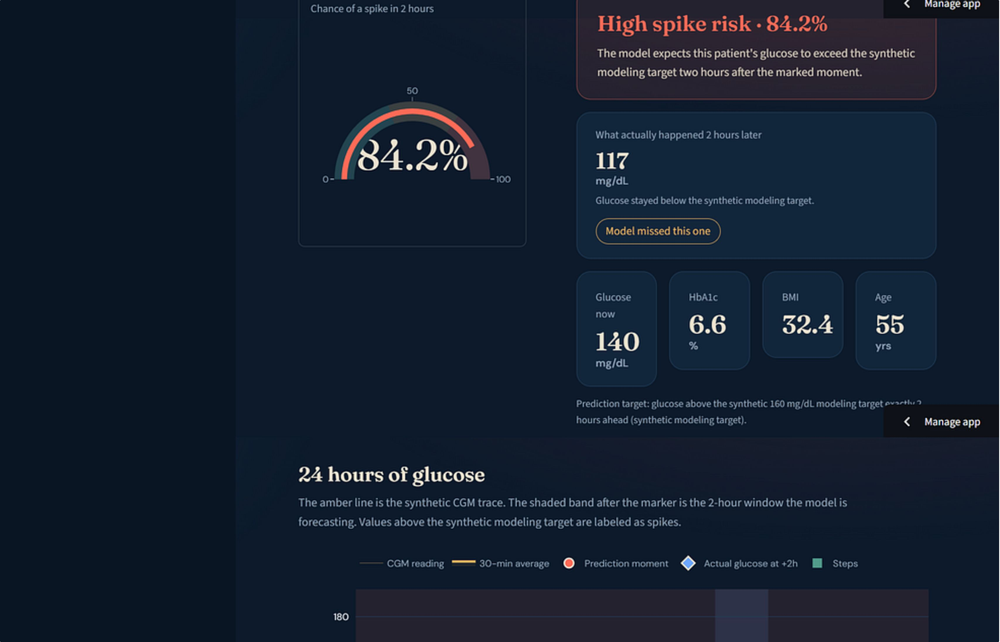 Chance of a spike in 2 hours
50
84.2%
0
100
Manage app
High spike risk · 84.2%
The model expects this patient's glucose to exceed the synthetic
modeling target two hours after the marked moment.
What actually happened 2 hours later
117
mg/dL
Glucose stayed below the synthetic modeling target.
Model missed this one
Glucose
now
140
mg/dL
HbA1c
6.6
%
BMI
32.4
Age
55
yrs
Prediction target: glucose above the synthetic 160 mg/dL modeling target exactly 2
hours ahead (synthetic modeling target).
Manage app
24 hours of glucose
The amber line is the synthetic CGM trace. The shaded band after the marker is the 2-hour window the model is
forecasting. Values above the synthetic modeling target are labeled as spikes.
CGM reading 30-min average Prediction moment Actual glucose at +2h Steps
180